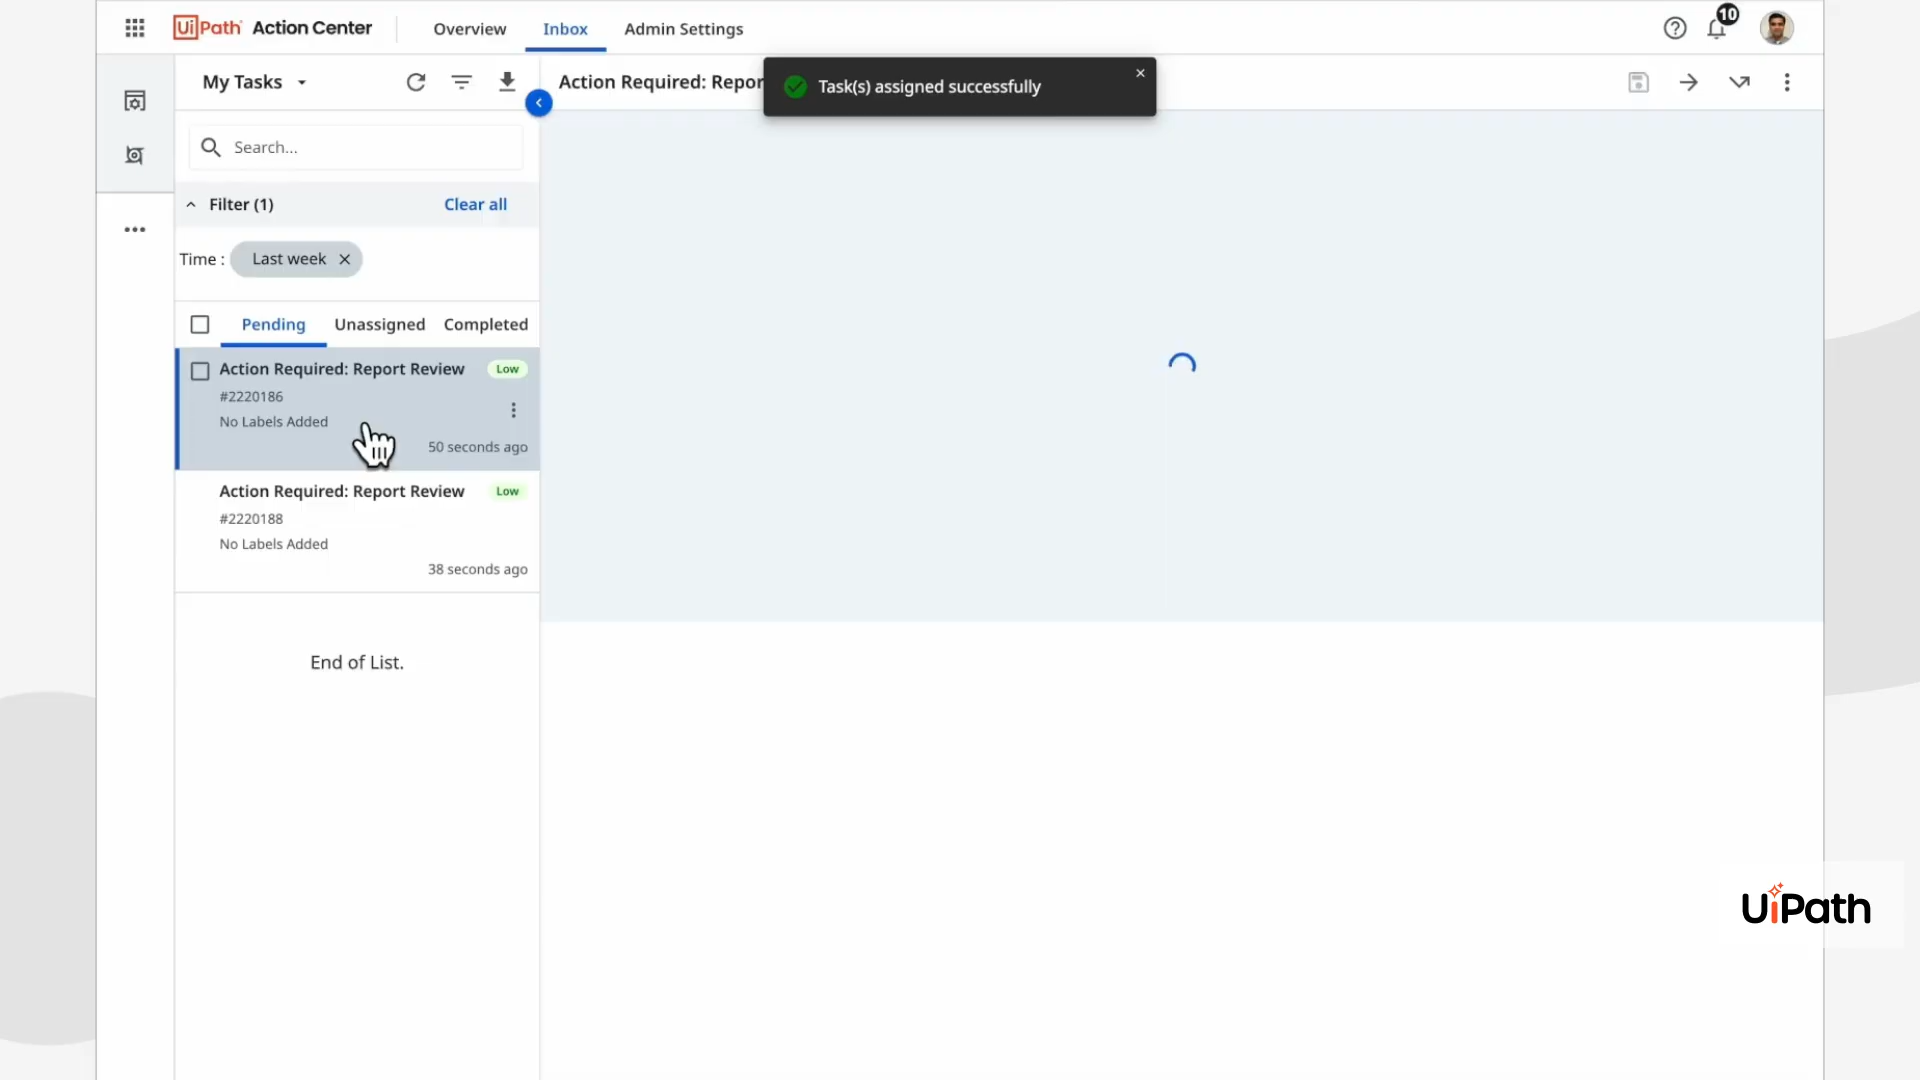 UiPath Action Center
Overview
Inbox
Admin Settings
10
My Tasks
Action Required: Repor
Task(s) assigned successfully
Search...
Filter (1)
Clear all
Time :
Last week
Pending
Unassigned
Completed
Action Required: Report Review
Low
#2220186
No Labels Added
50 seconds ago
Action Required: Report Review
Low
#2220188
No Labels Added
38 seconds ago
End of List.
UiPath